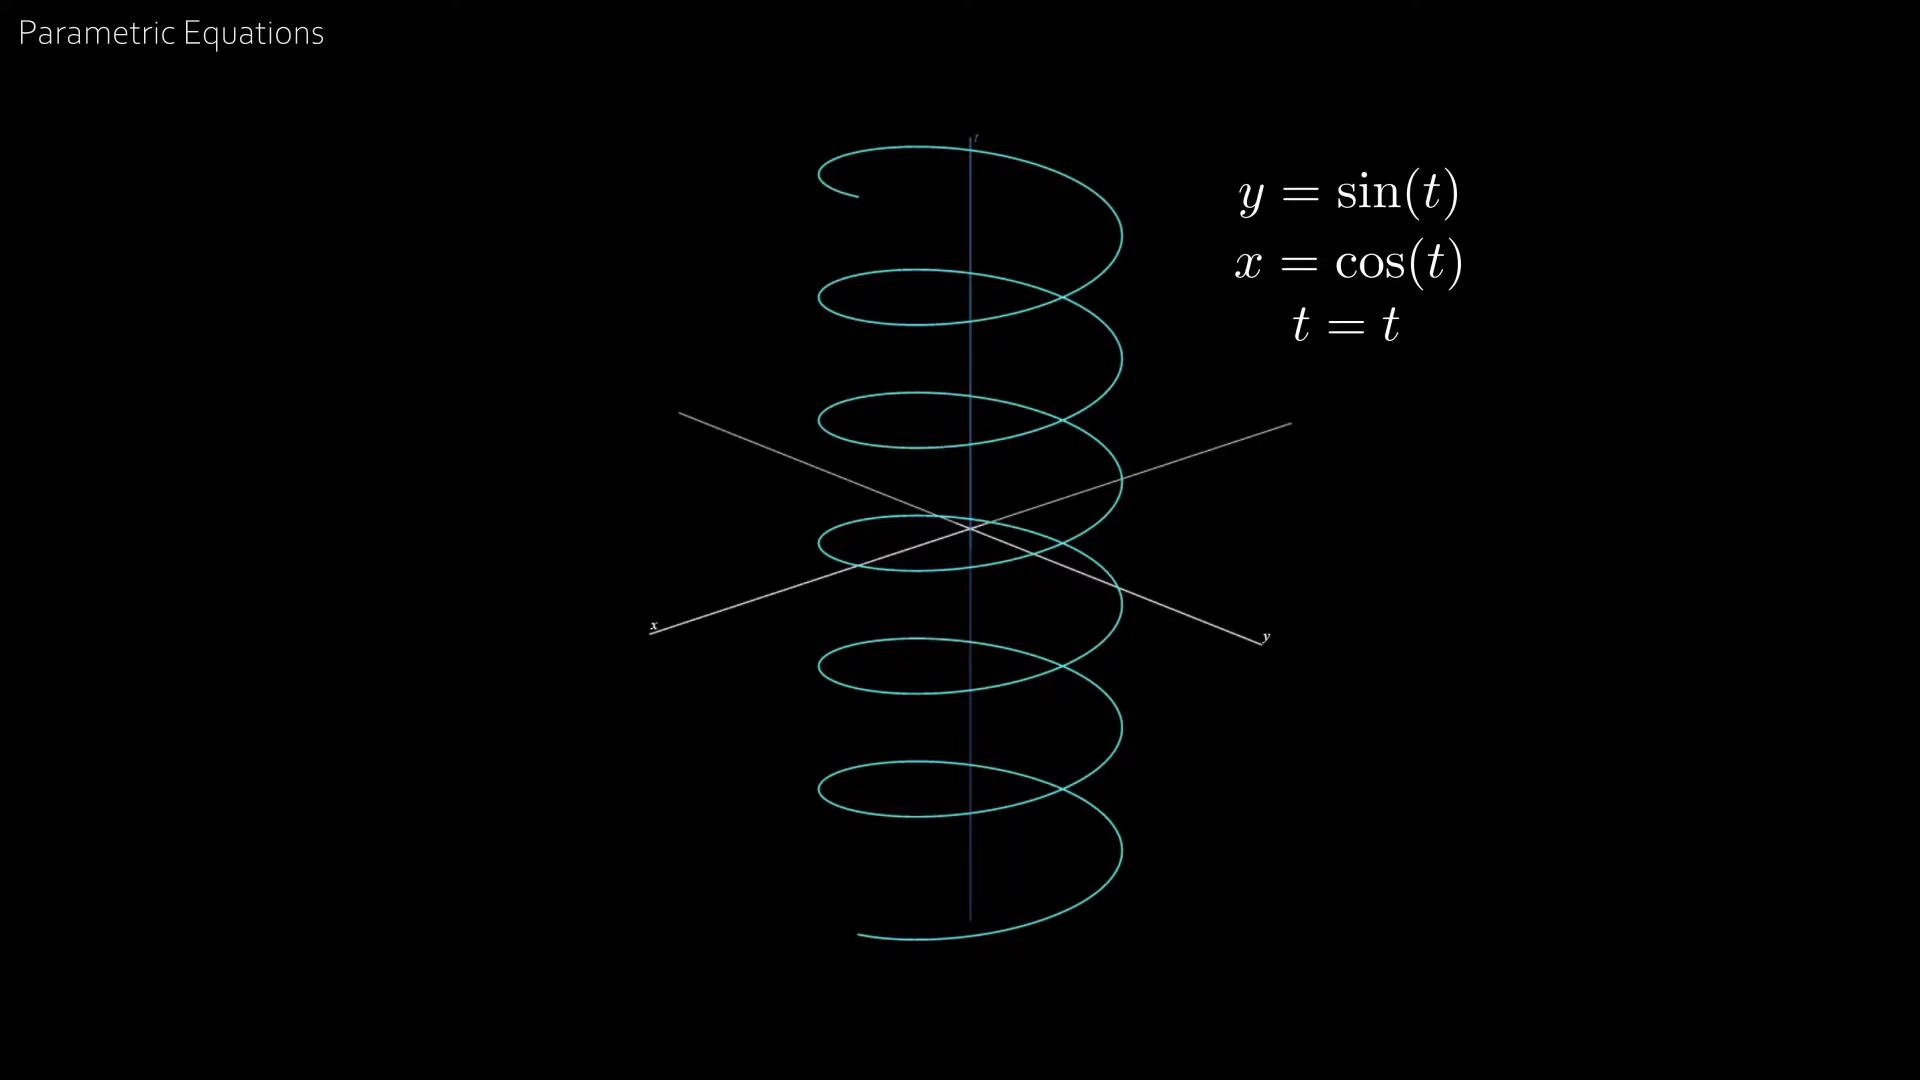 Parametric Equations
t
y = sin(t)
x = cos(t)
t = t
x
y